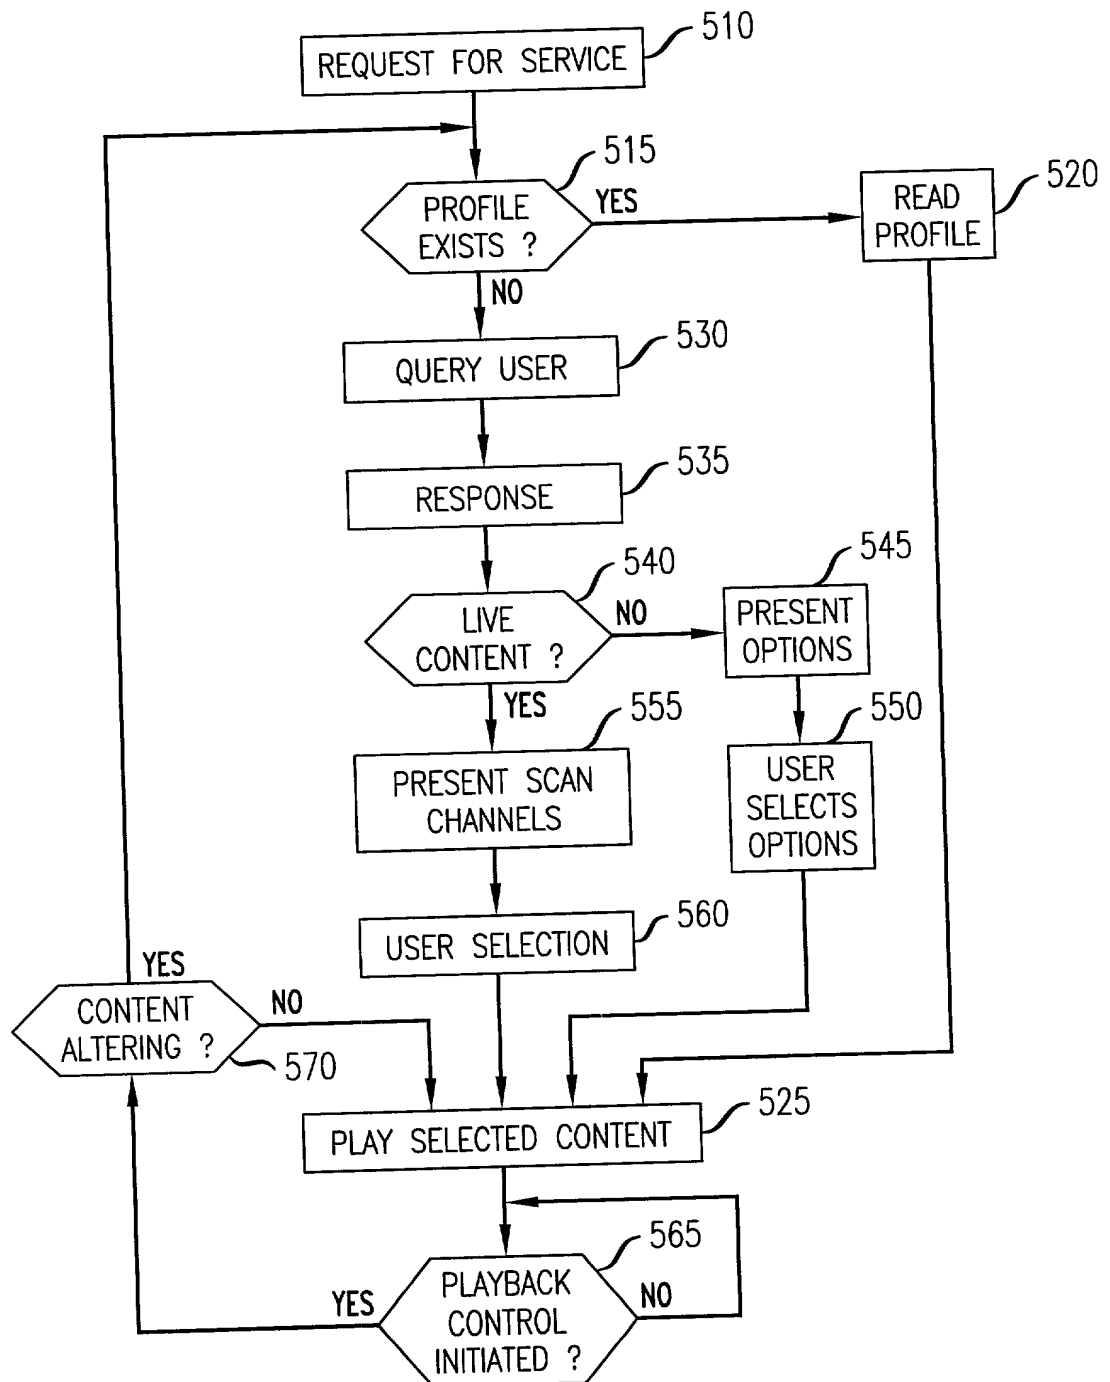 510
REQUEST FOR SERVICE
515
PROFILE
EXISTS ?
YES
520
READ
PROFILE
NO
530
QUERY USER
535
RESPONSE
540
LIVE
CONTENT ?
NO
545
PRESENT
OPTIONS
YES
555
PRESENT SCAN
CHANNELS
550
USER
SELECTS
OPTIONS
560
USER SELECTION
YES
CONTENT
ALTERING ?
NO
570
525
PLAY SELECTED CONTENT
565
PLAYBACK
CONTROL
INITIATED ?
YES
NO